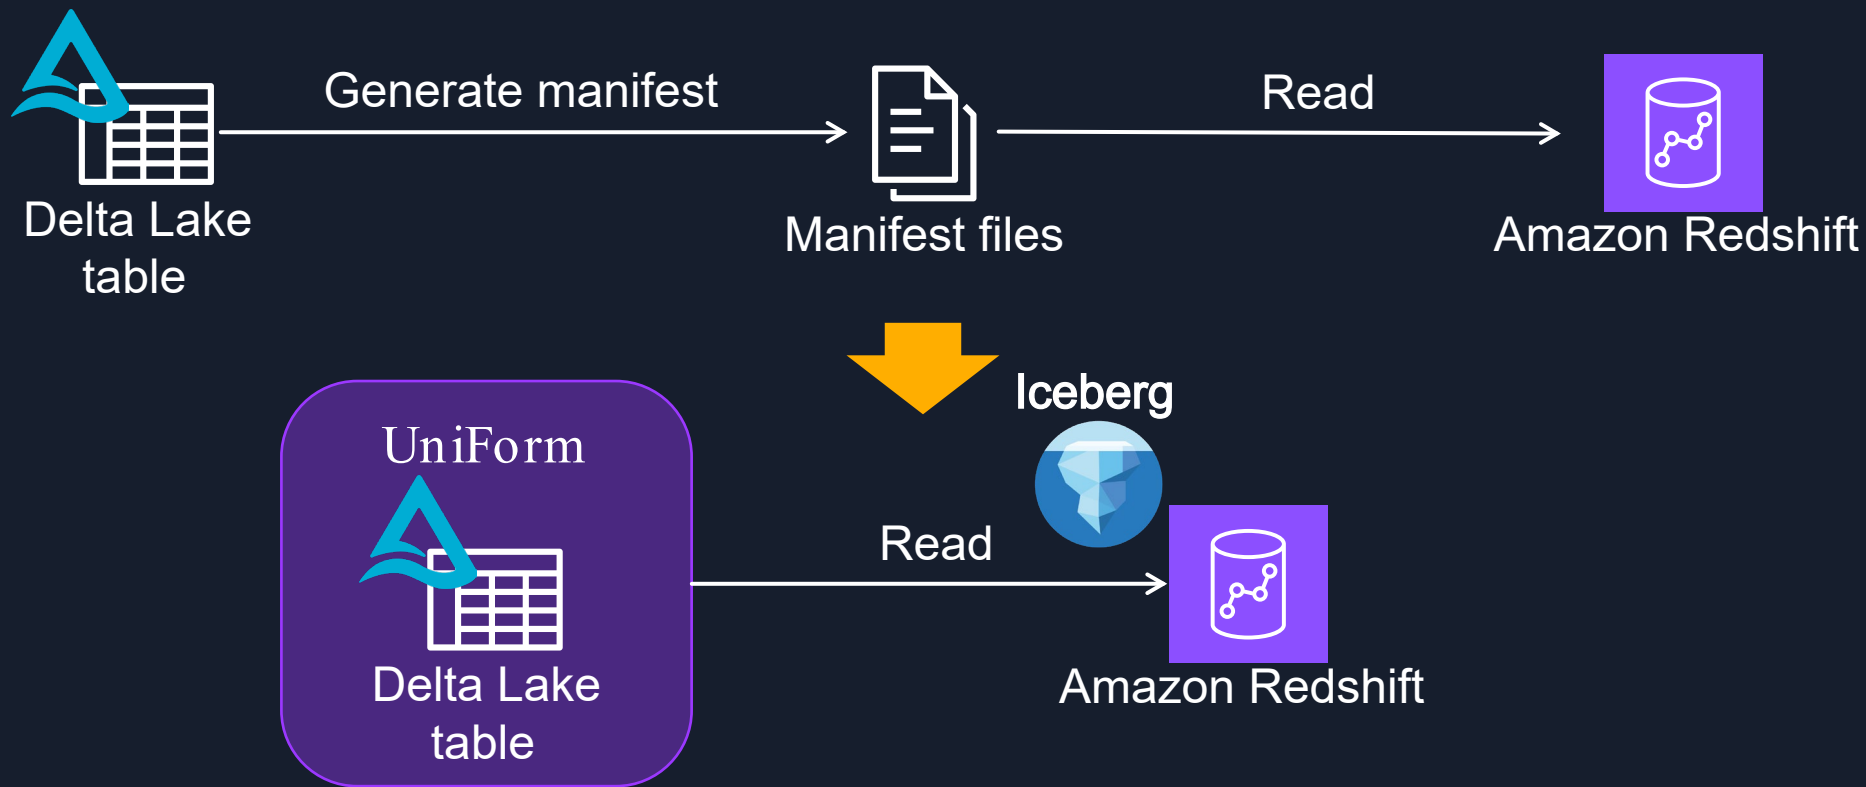 Generate manifest
Read
Delta Lake
table
Manifest files
Amazon Redshift
Iceberg
UniForm
Read
Delta Lake
table
Amazon Redshift